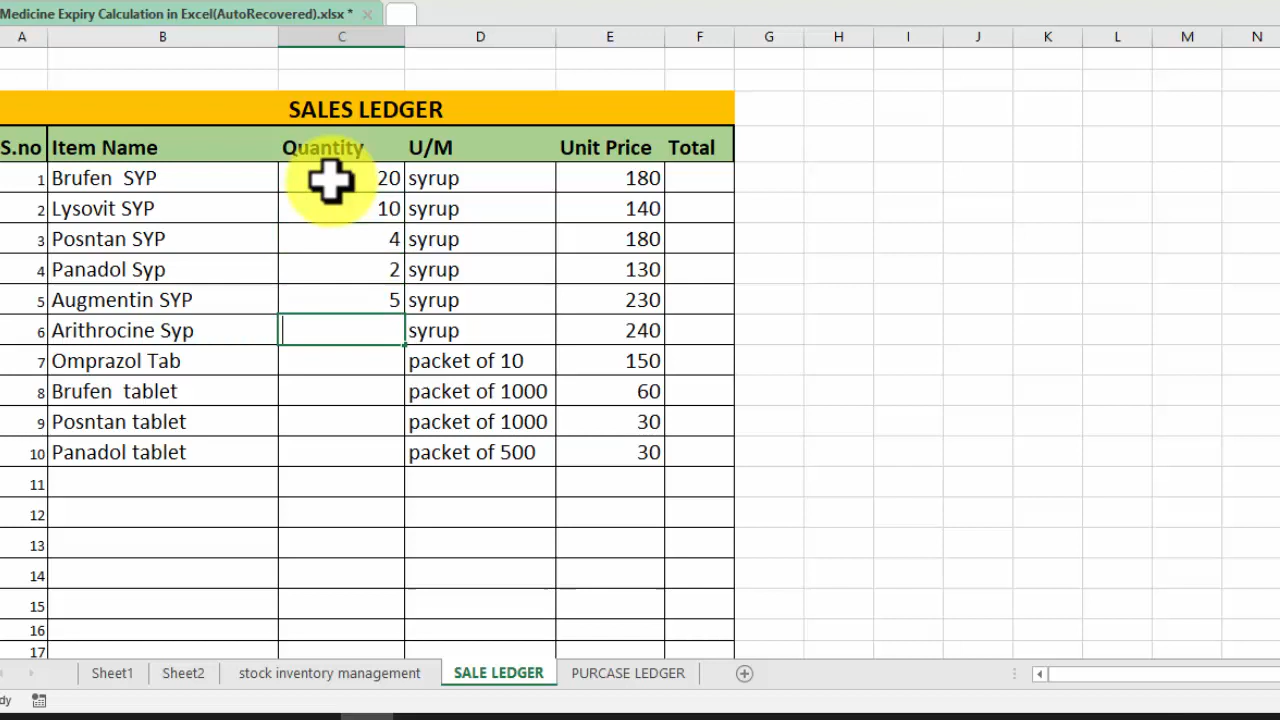 Medicine Expiry Calculation in Excel(AutoRecovered).xlsx *
A B C D E F G H I J K L M N
SALES LEDGER
S.no Item Name Quantity U/M Unit Price Total
1 Brufen  SYP 20 syrup 180
2 Lysovit SYP 10 syrup 140
3 Posntan SYP 4 syrup 180
4 Panadol Syp 2 syrup 130
5 Augmentin SYP 5 syrup 230
6 Arithrocine Syp syrup 240
7 Omprazol Tab packet of 10 150
8 Brufen  tablet packet of 1000 60
9 Posntan tablet packet of 1000 30
10 Panadol tablet packet of 500 30
11
12
13
14
15
16
17
Sheet1 Sheet2 stock inventory management SALE LEDGER PURCASE LEDGER
dy